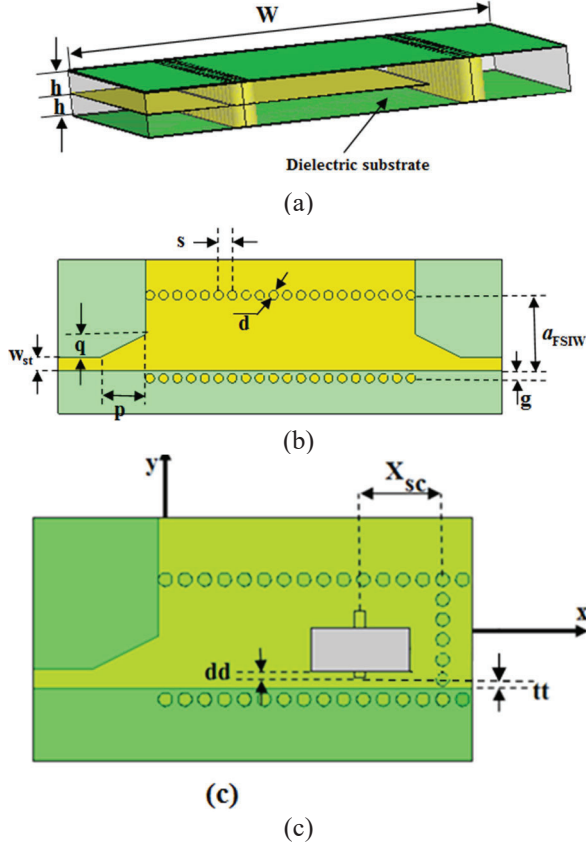 W
h
h
Dielectric substrate
(a)
s
d
q
w_st
p
a_FSIW
g
(b)
y
X_sc
x
dd
tt
(c)
(c)